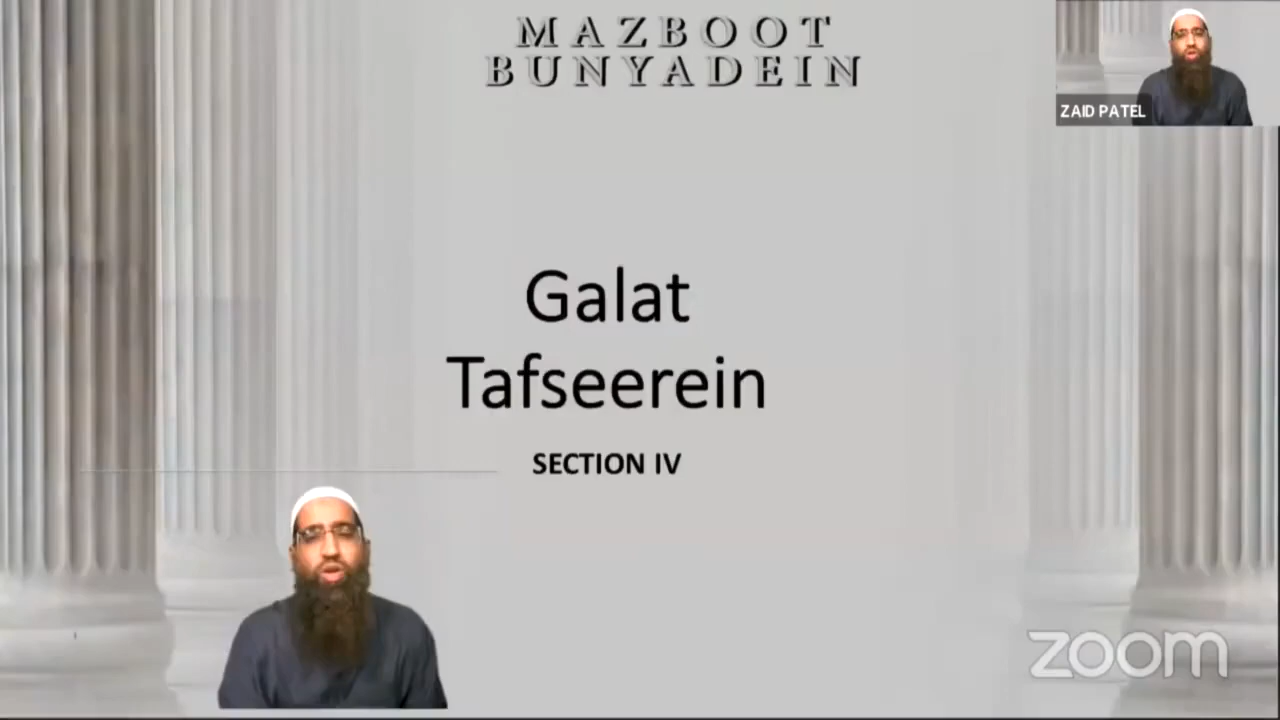 MAZBOOT
BUNYADEIN
ZAID PATEL
Galat
Tafseerein
SECTION IV
zoom